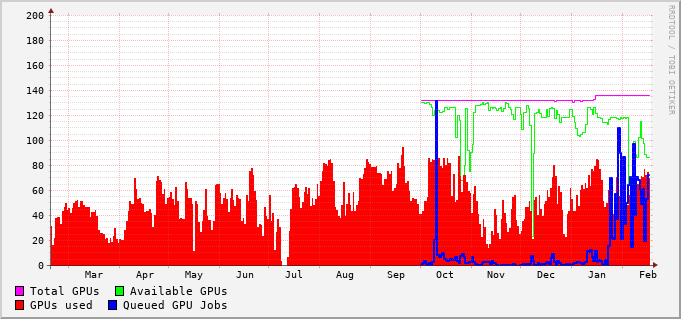 200
180
160
140
120
100
80
60
40
20
0
Mar Apr May Jun Jul Aug Sep Oct Nov Dec Jan Feb
Total GPUs Available GPUs
GPUs used Queued GPU Jobs
RRDTOOL / TOBI OETIKER